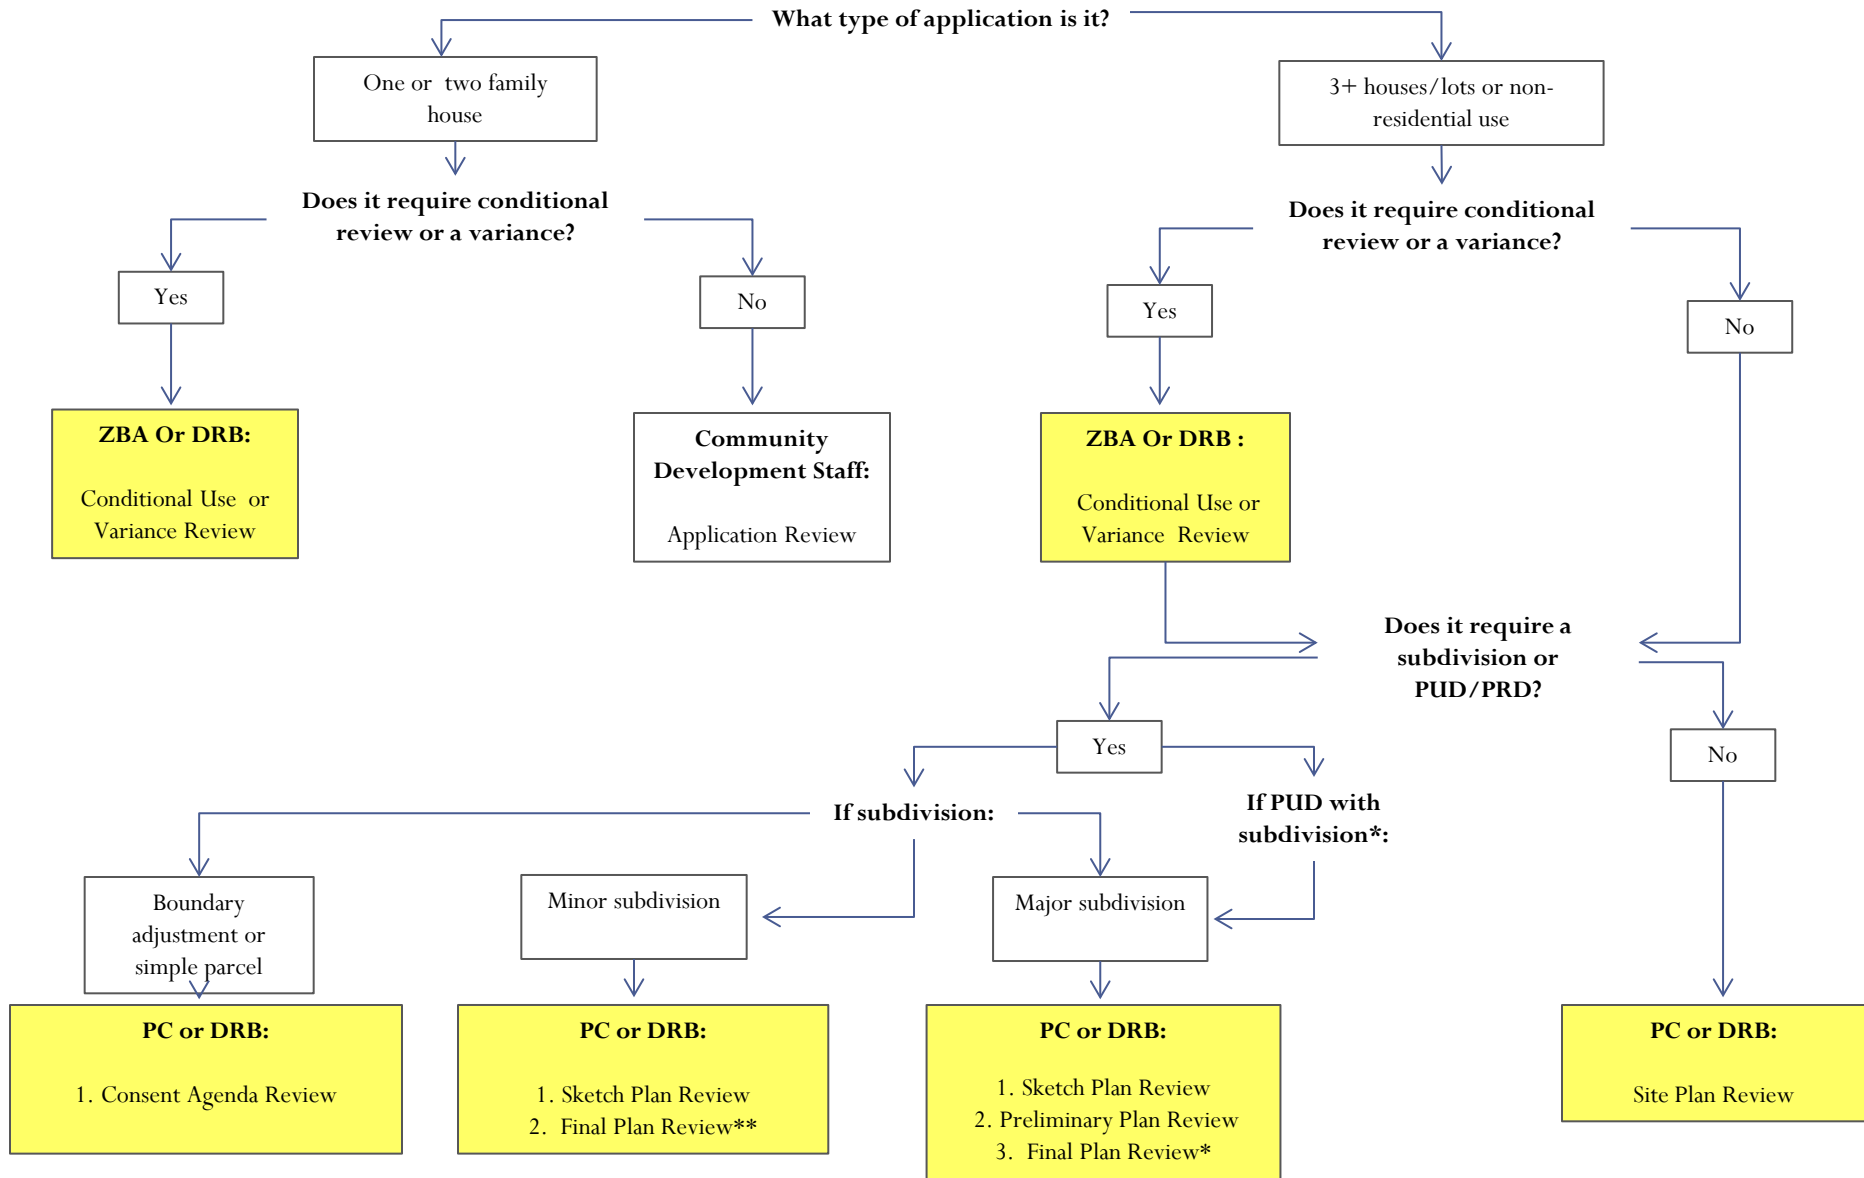 What type of application is it?
One or two family
house
3+ houses/lots or non-
residential use
Does it require conditional
review or a variance?
Does it require conditional
review or a variance?
Yes
No
Yes
No
ZBA Or DRB:
Conditional Use or
Variance Review
Community
Development Staff:
Application Review
ZBA Or DRB :
Conditional Use or
Variance Review
Does it require a
subdivision or
PUD/PRD?
Yes
No
If subdivision:
If PUD with
subdivision*:
Boundary
adjustment or
simple parcel
Minor subdivision
Major subdivision
PC or DRB:
1. Consent Agenda Review
PC or DRB:
1. Sketch Plan Review
2. Final Plan Review**
PC or DRB:
1. Sketch Plan Review
2. Preliminary Plan Review
3. Final Plan Review*
PC or DRB:
Site Plan Review